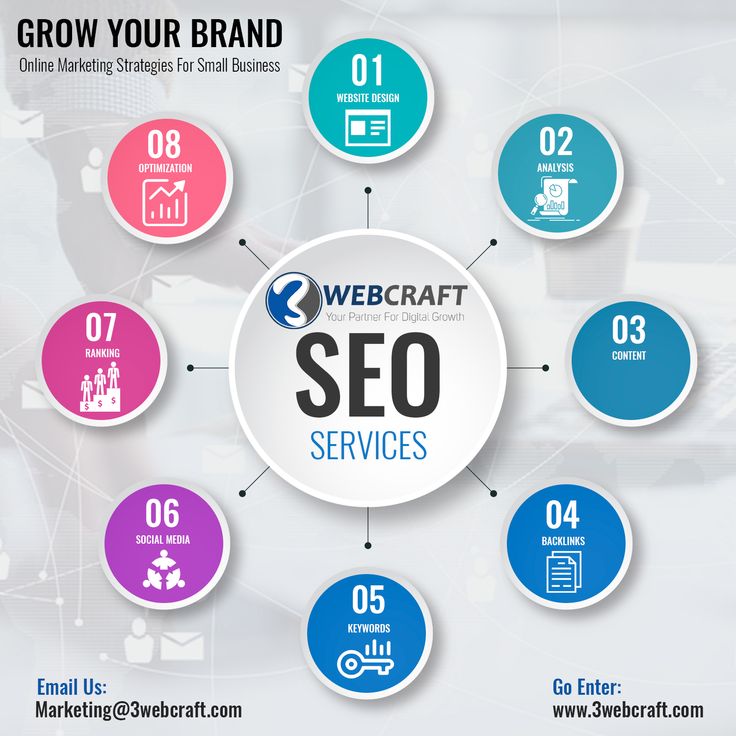 GROW YOUR BRAND
Online Marketing Strategies For Small Business
01
WEBSITE DESIGN
02
ANALYSIS
03
CONTENT
04
BACKLINKS
05
KEYWORDS
06
SOCIAL MEDIA
07
RANKING
$ $ $
08
OPTIMIZATION
3 WEBCRAFT
Your Partner For Digital Growth
SEO
SERVICES
Email Us:
Marketing@3webcraft.com
Go Enter:
www.3webcraft.com